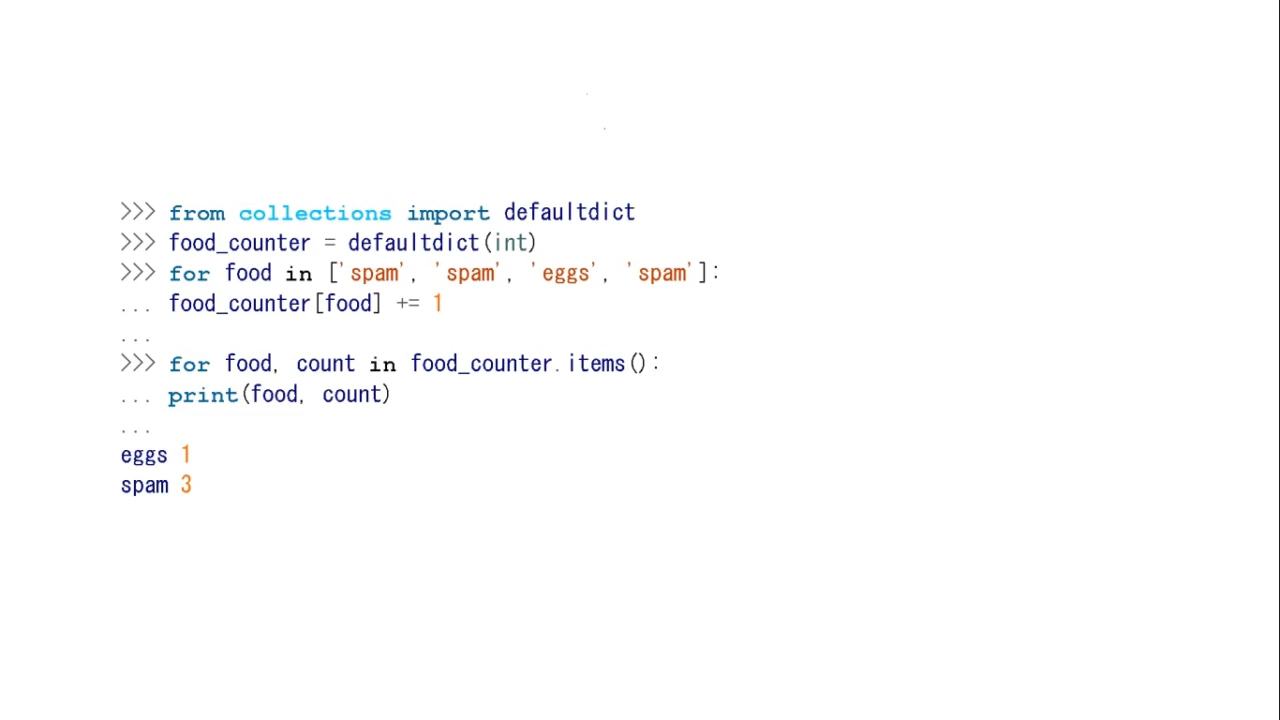 >>> from collections import defaultdict
>>> food_counter = defaultdict(int)
>>> for food in ['spam', 'spam', 'eggs', 'spam']:
... food_counter[food] += 1
...
>>> for food, count in food_counter.items():
... print(food, count)
...
eggs 1
spam 3